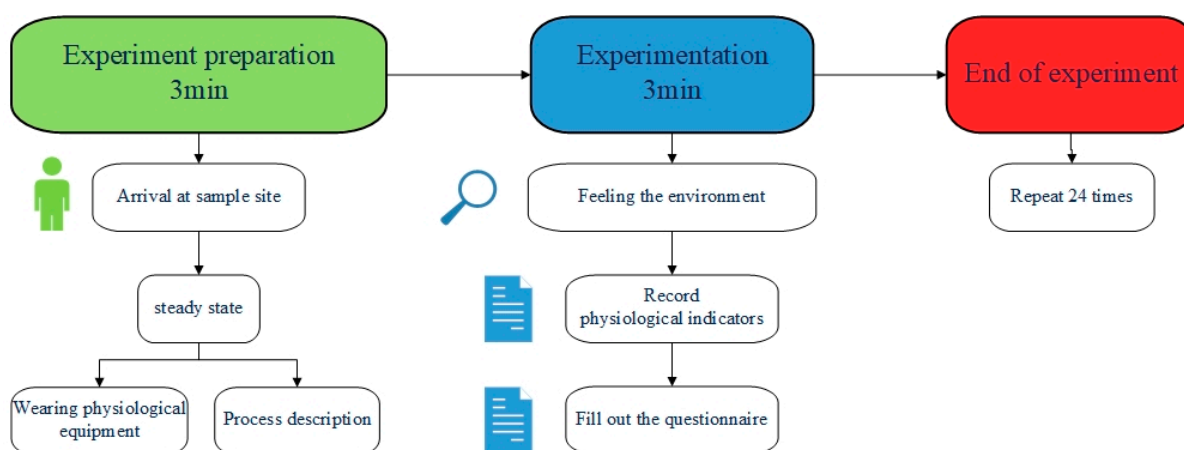 Experiment preparation
3min
Experimentation
3min
End of experiment
Arrival at sample site
Feeling the environment
Repeat 24 times
steady state
Record
physiological indicators
Wearing physiological
equipment
Process description
Fill out the questionnaire